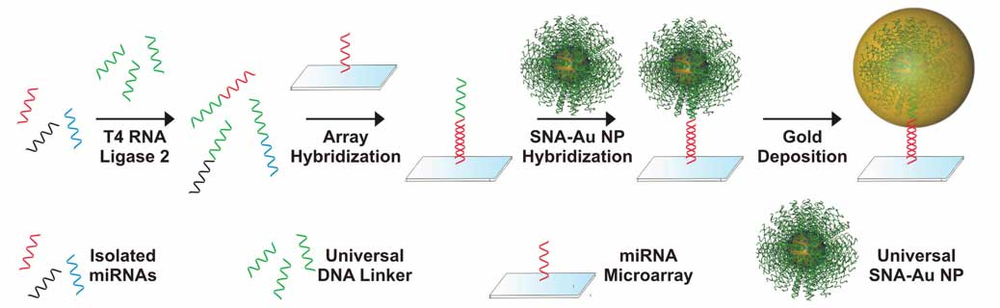 T4 RNA
Ligase 2
Array
Hybridization
SNA-Au NP
Hybridization
Gold
Deposition
Isolated
miRNAs
Universal
DNA Linker
miRNA
Microarray
Universal
SNA-Au NP